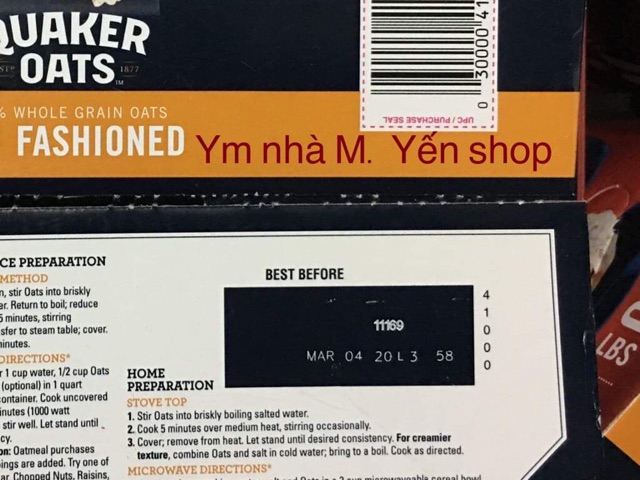 QUAKER
OATS™
1877
% WHOLE GRAIN OATS
FASHIONED
Ym nhà M. Yến shop
0 30000 41
UPC / PURCHASE SEAL
CE PREPARATION
METHOD
n, stir Oats into briskly
er. Return to boil; reduce
5 minutes, stirring
sfer to steam table; cover.
minutes.
DIRECTIONS*
r 1 cup water, 1/2 cup Oats
(optional) in 1 quart
container. Cook uncovered
inutes (1000 watt
stir well. Let stand until
cy.
on: Oatmeal purchases
ings are added. Try one of
ar, Chopped Nuts, Raisins,
BEST BEFORE
11169
MAR 04 20 L 3 58
4
1
0
0
0
HOME
PREPARATION
STOVE TOP
1. Stir Oats into briskly boiling salted water.
2. Cook 5 minutes over medium heat, stirring occasionally.
3. Cover; remove from heat. Let stand until desired consistency. For creamier
texture, combine Oats and salt in cold water; bring to a boil. Cook as directed.
MICROWAVE DIRECTIONS*
LBS